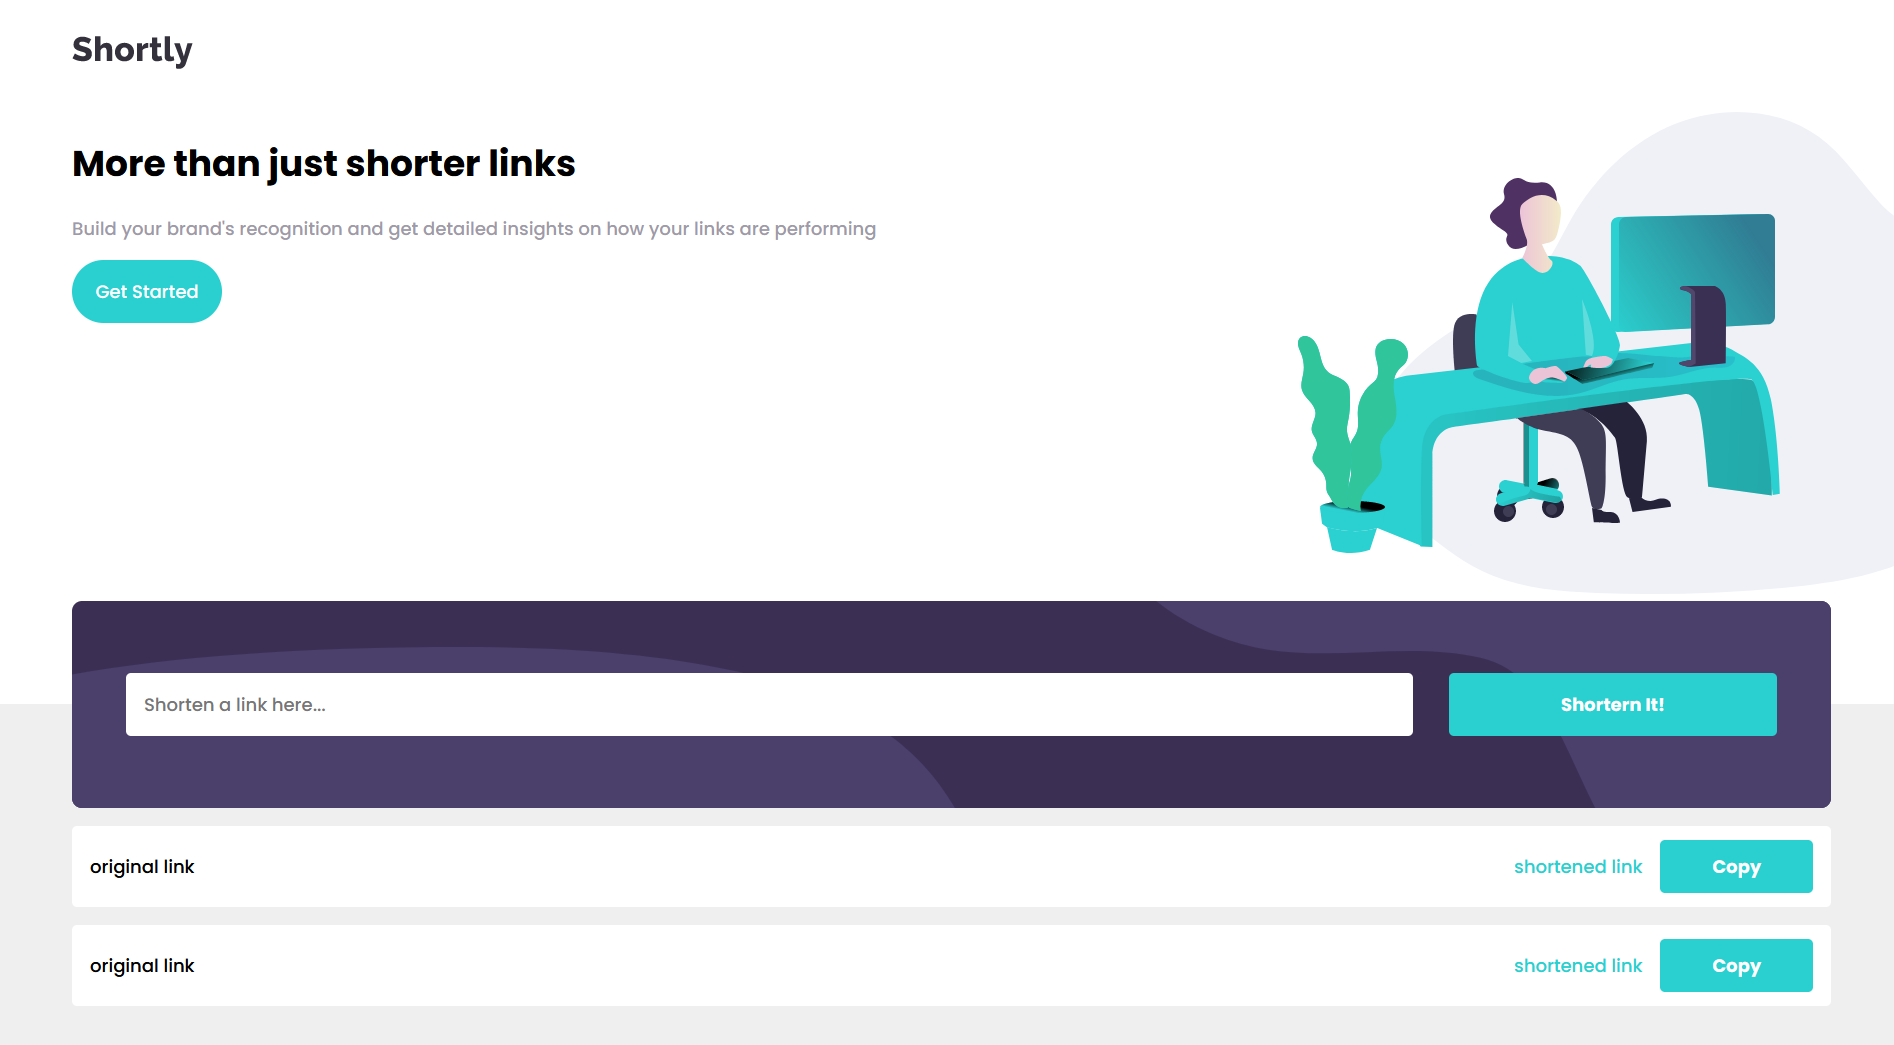 Shortly
More than just shorter links
Build your brand's recognition and get detailed insights on how your links are performing
Get Started
Shorten a link here...
Shortern It!
original link
shortened link
Copy
original link
shortened link
Copy